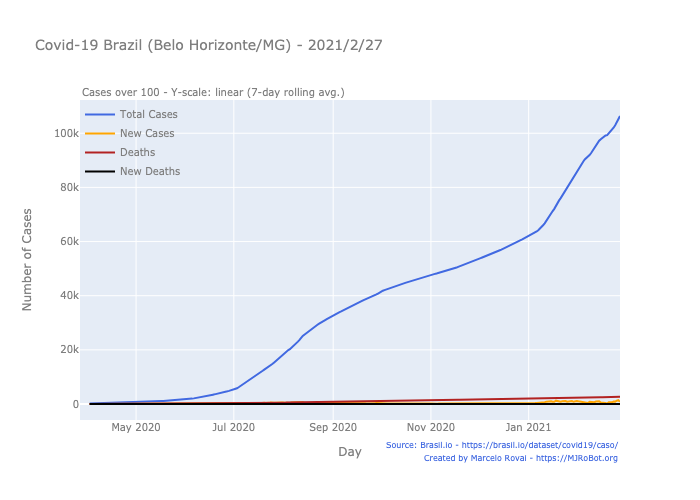 Covid-19 Brazil (Belo Horizonte/MG) - 2021/2/27
Cases over 100 - Y-scale: linear (7-day rolling avg.)
Total Cases
New Cases
Deaths
New Deaths
Number of Cases
100k
80k
60k
40k
20k
0
May 2020
Jul 2020
Sep 2020
Nov 2020
Jan 2021
Day
Source: Brasil.io - https://brasil.io/dataset/covid19/caso/
Created by Marcelo Rovai - https://MJRoBot.org